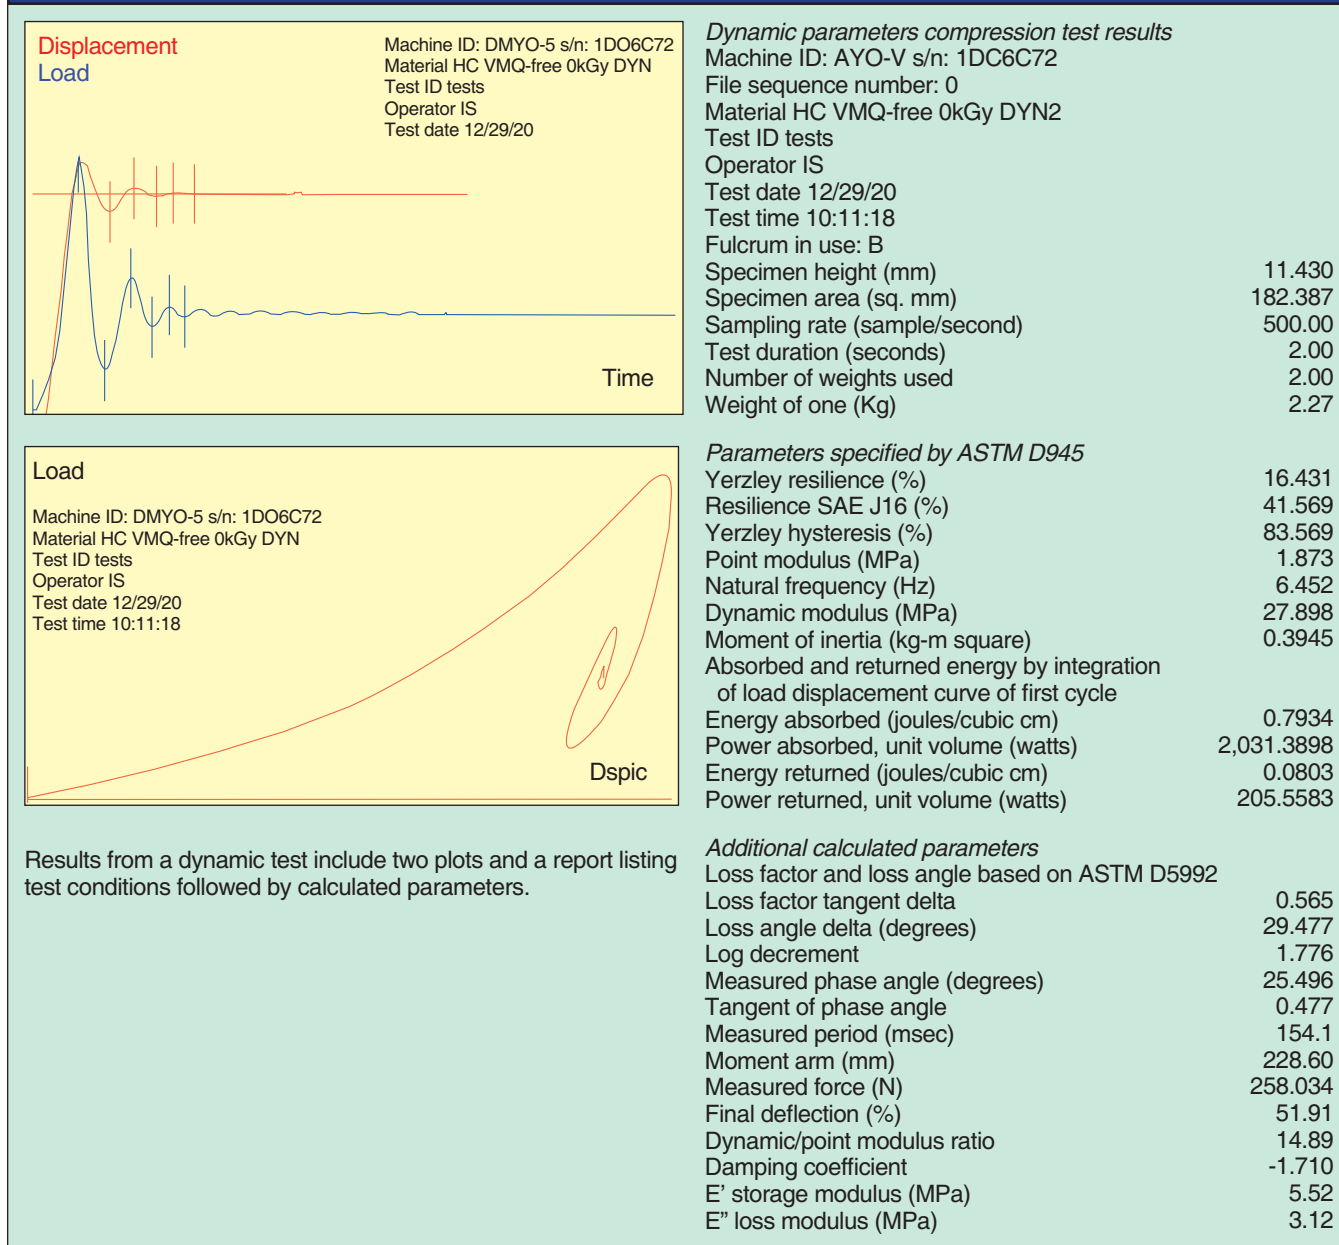 Displacement
Load
Machine ID: DMYO-5 s/n: 1DO6C72
Material HC VMQ-free 0kGy DYN
Test ID tests
Operator IS
Test date 12/29/20
Time
Load
Machine ID: DMYO-5 s/n: 1DO6C72
Material HC VMQ-free 0kGy DYN
Test ID tests
Operator IS
Test date 12/29/20
Test time 10:11:18
Dspic
Results from a dynamic test include two plots and a report listing
test conditions followed by calculated parameters.
Dynamic parameters compression test results
Machine ID: AYO-V s/n: 1DC6C72
File sequence number: 0
Material HC VMQ-free 0kGy DYN2
Test ID tests
Operator IS
Test date 12/29/20
Test time 10:11:18
Fulcrum in use: B
Specimen height (mm) 11.430
Specimen area (sq. mm) 182.387
Sampling rate (sample/second) 500.00
Test duration (seconds) 2.00
Number of weights used 2.00
Weight of one (Kg) 2.27
Parameters specified by ASTM D945
Yerzley resilience (%) 16.431
Resilience SAE J16 (%) 41.569
Yerzley hysteresis (%) 83.569
Point modulus (MPa) 1.873
Natural frequency (Hz) 6.452
Dynamic modulus (MPa) 27.898
Moment of inertia (kg-m square) 0.3945
Absorbed and returned energy by integration
of load displacement curve of first cycle
Energy absorbed (joules/cubic cm) 0.7934
Power absorbed, unit volume (watts) 2,031.3898
Energy returned (joules/cubic cm) 0.0803
Power returned, unit volume (watts) 205.5583
Additional calculated parameters
Loss factor and loss angle based on ASTM D5992
Loss factor tangent delta 0.565
Loss angle delta (degrees) 29.477
Log decrement 1.776
Measured phase angle (degrees) 25.496
Tangent of phase angle 0.477
Measured period (msec) 154.1
Moment arm (mm) 228.60
Measured force (N) 258.034
Final deflection (%) 51.91
Dynamic/point modulus ratio 14.89
Damping coefficient -1.710
E' storage modulus (MPa) 5.52
E” loss modulus (MPa) 3.12